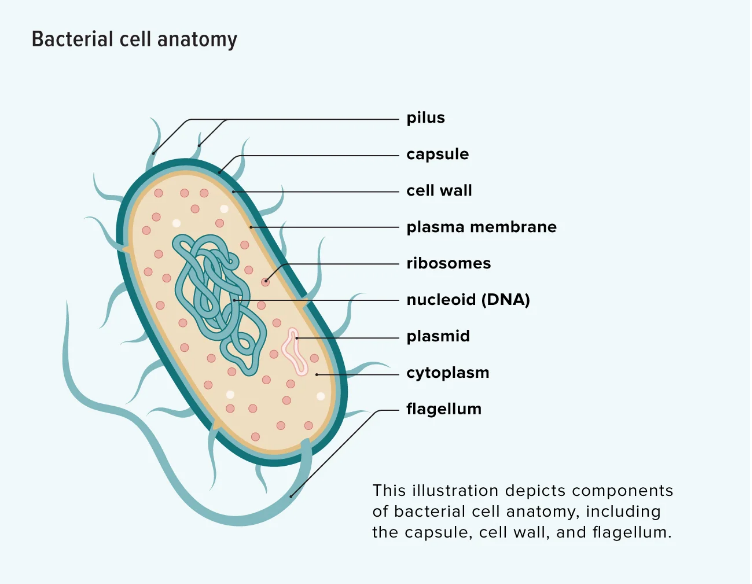 Bacterial cell anatomy
pilus
capsule
cell wall
plasma membrane
ribosomes
nucleoid (DNA)
plasmid
cytoplasm
flagellum
This illustration depicts components
of bacterial cell anatomy, including
the capsule, cell wall, and flagellum.